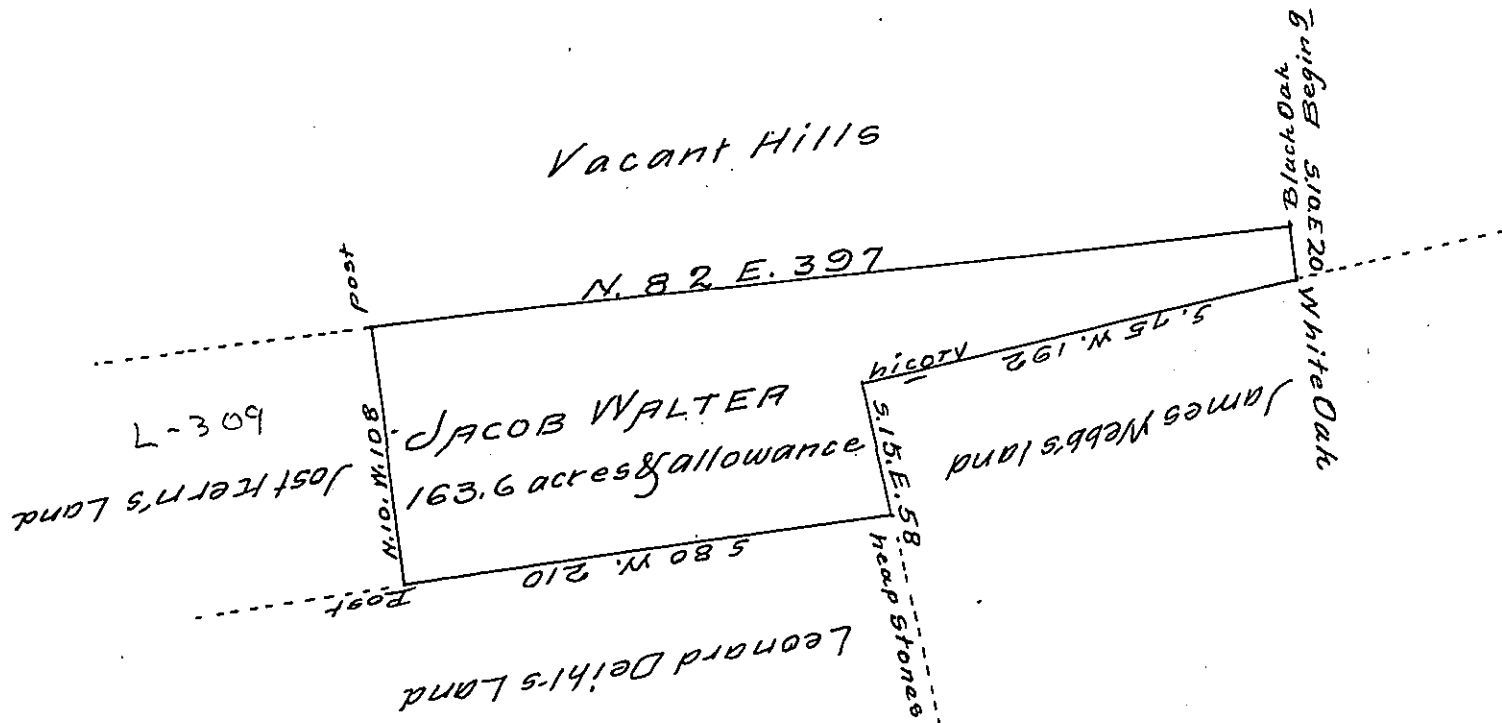 Vacant Hills
Black Oak
Begin'g S.10.E 20 White Oak
post
N. 82 E. 397
S. 75 W. 192
hicory
James Webb's land
S.15.E.58
heap stones
JACOB WALTER
163.6 acres & allowance
L-309
Jost Kern's Land
N.10.W.108
S 80 W. 210
Post
Leonard Deihl's Land